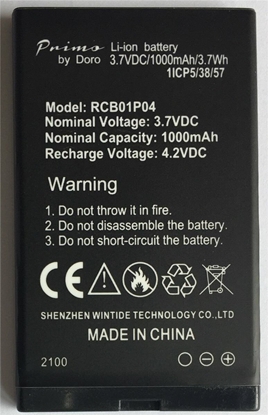 Primo Li-ion battery
by Doro 3.7VDC/1000mAh/3.7Wh
1ICP5/38/57
Model: RCB01P04
Nominal Voltage: 3.7VDC
Nominal Capacity: 1000mAh
Recharge Voltage: 4.2VDC
Warning
1. Do not throw it in fire.
2. Do not disassemble the battery.
3. Do not short-circuit the battery.
SHENZHEN WINTIDE TECHNOLOGY CO.,LTD
MADE IN CHINA
2100